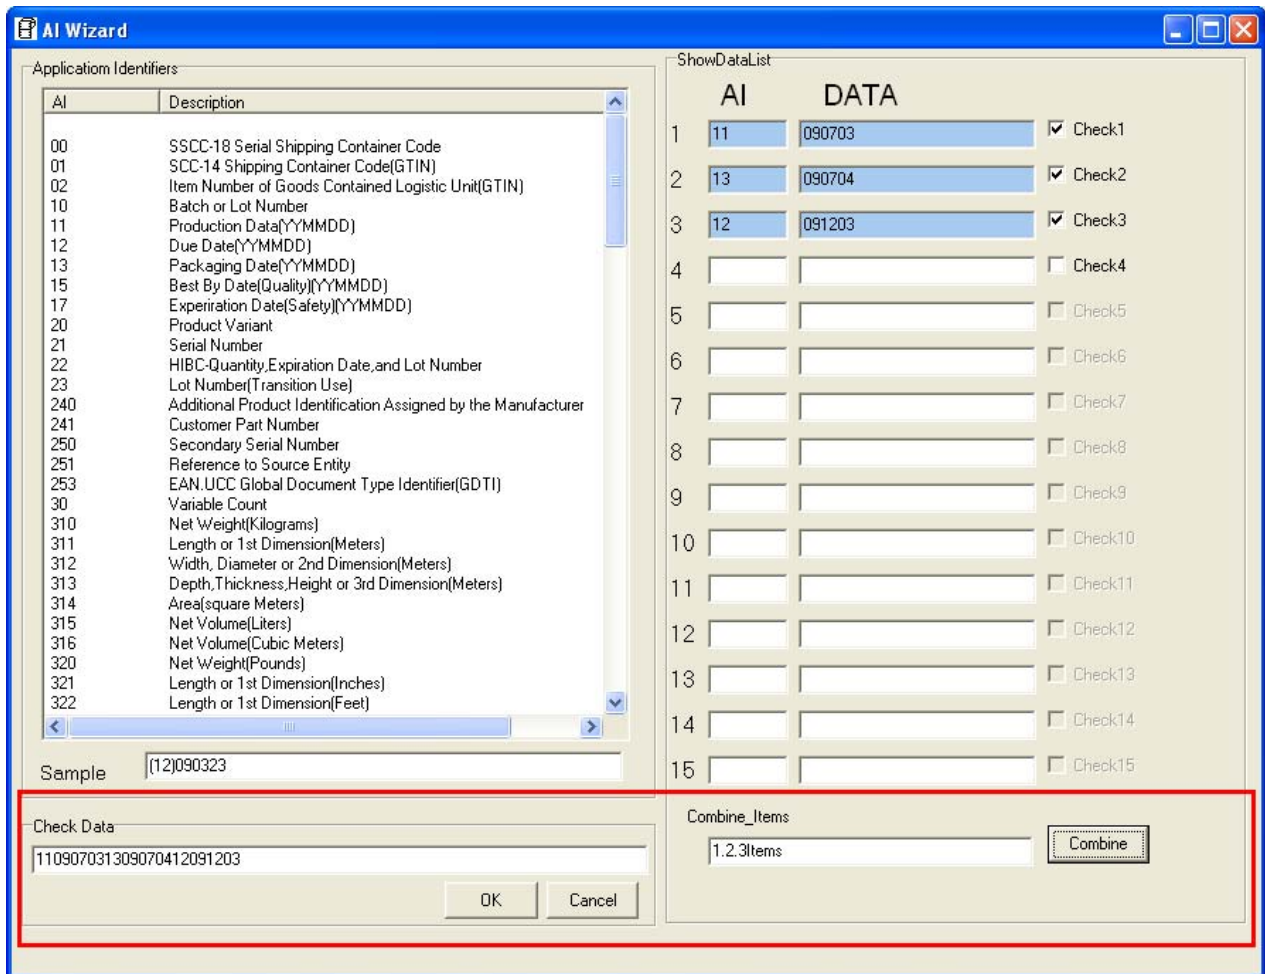 AI Wizard
Applicatiom Identifiers
AI Description
00 SSCC-18 Serial Shipping Container Code
01 SCC-14 Shipping Container Code(GTIN)
02 Item Number of Goods Contained Logistic Unit(GTIN)
10 Batch or Lot Number
11 Production Data(YYMMDD)
12 Due Date(YYMMDD)
13 Packaging Date(YYMMDD)
15 Best By Date(Quality)(YYMMDD)
17 Experiration Date(Safety)(YYMMDD)
20 Product Variant
21 Serial Number
22 HIBC-Quantity,Expiration Date,and Lot Number
23 Lot Number(Transition Use)
240 Additional Product Identification Assigned by the Manufacturer
241 Customer Part Number
250 Secondary Serial Number
251 Reference to Source Entity
253 EAN.UCC Global Document Type Identifier(GDTI)
30 Variable Count
310 Net Weight(Kilograms)
311 Length or 1st Dimension(Meters)
312 Width, Diameter or 2nd Dimension(Meters)
313 Depth,Thickness,Height or 3rd Dimension(Meters)
314 Area(square Meters)
315 Net Volume(Liters)
316 Net Volume(Cubic Meters)
320 Net Weight(Pounds)
321 Length or 1st Dimension(Inches)
322 Length or 1st Dimension(Feet)
Sample (12)090323
Check Data
110907031309070412091203
OK Cancel
ShowDataList
AI DATA
1 11 090703 Check1
2 13 090704 Check2
3 12 091203 Check3
4 Check4
5 Check5
6 Check6
7 Check7
8 Check8
9 Check9
10 Check10
11 Check11
12 Check12
13 Check13
14 Check14
15 Check15
Combine_Items
1.2.3Items Combine